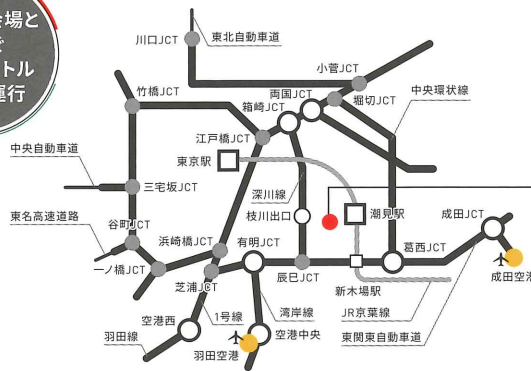 会場と
トル
運行
川口JCT
東北自動車道
小菅JCT
両国JCT
竹橋JCT
箱崎JCT
堀切JCT
中央環状線
江戸橋JCT
中央自動車道
東京駅
三宅坂JCT
深川線
東名高速道路
枝川出口
潮見駅
成田JCT
谷町JCT
浜崎橋JCT
有明JCT
葛西JCT
一ノ橋JCT
芝浦JCT
辰巳JCT
成田空港
新木場駅
空港西
1号線
湾岸線
JR京葉線
羽田線
空港中央
東関東自動車道
羽田空港